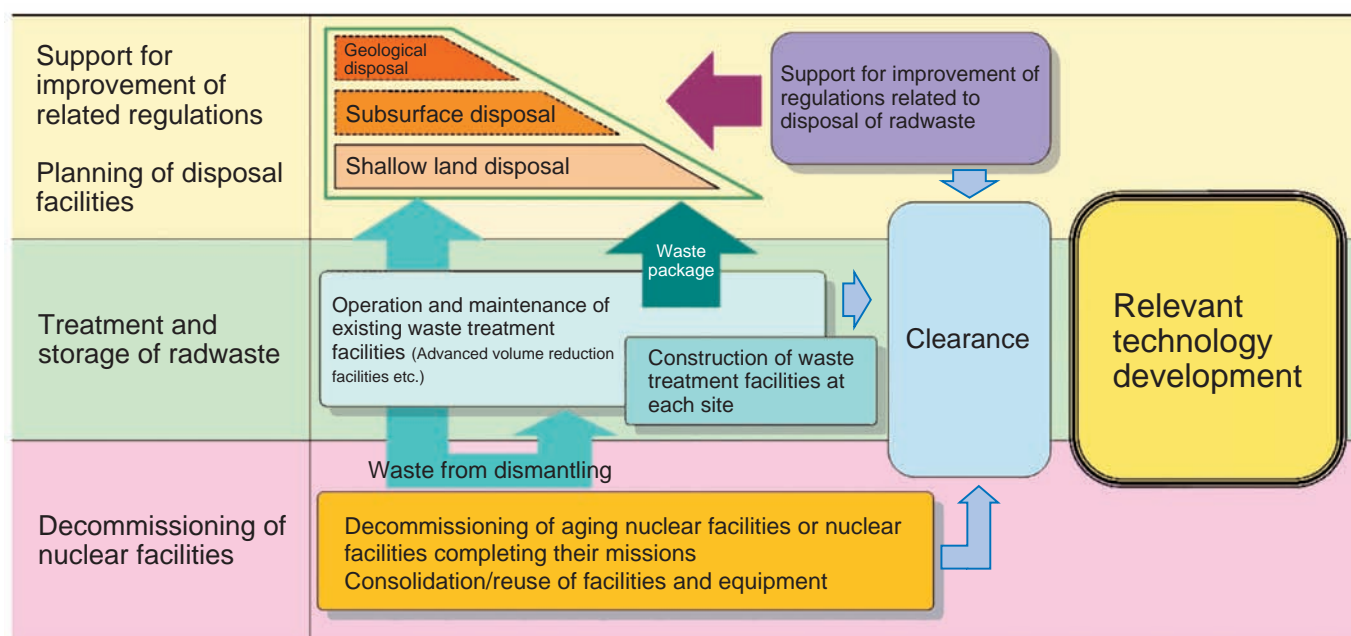 Support for
improvement of
related regulations
Planning of disposal
facilities
Geological
disposal
Subsurface disposal
Shallow land disposal
Support for improvement of
regulations related to
disposal of radwaste
Treatment and
storage of radwaste
Waste
package
Operation and maintenance of
existing waste treatment
facilities (Advanced volume reduction
facilities etc.)
Construction of waste
treatment facilities at
each site
Clearance
Relevant
technology
development
Decommissioning of
nuclear facilities
Waste from dismantling
Decommissioning of aging nuclear facilities or nuclear
facilities completing their missions
Consolidation/reuse of facilities and equipment